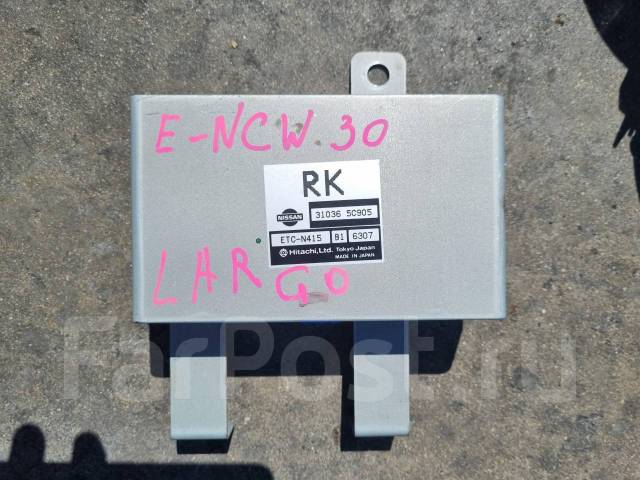 E-NCW.30
RK
NISSAN
31036 5C905
ETC-N415 B1 6307
Hitachi, Ltd. Tokyo Japan
MADE IN JAPAN
LARGO
FarPost.ru